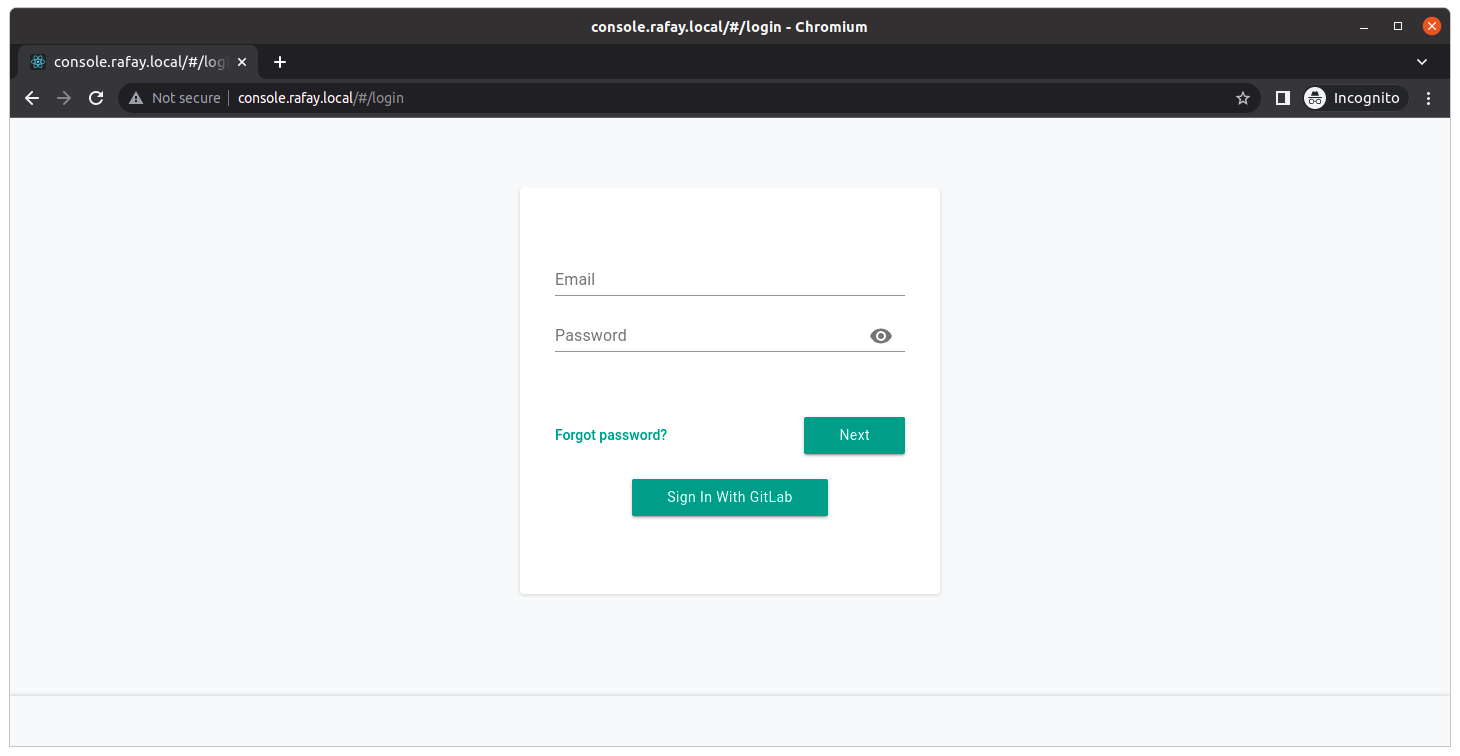 console.rafay.local/#/login - Chromium
console.rafay.local/#/log
Not secure console.rafay.local/#/login Incognito
Email
Password
Forgot password? Next
Sign In With GitLab